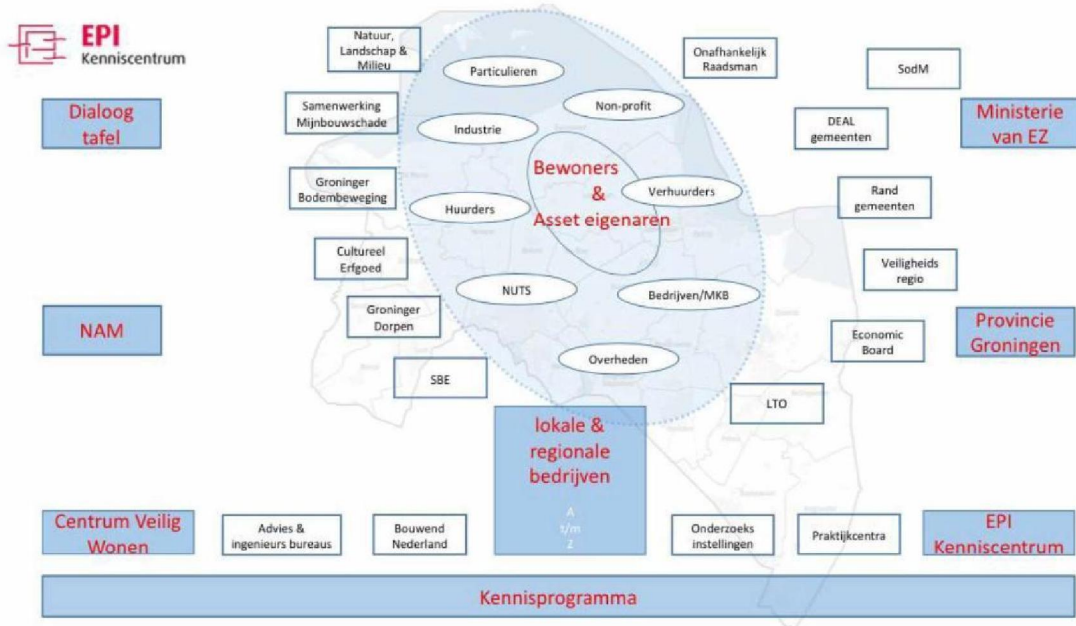 EPI
Kenniscentrum
Natuur,
Landschap &
Milieu
Particulieren
Onafhankelijk
Raadsman
SodM
Dialoog
tafel
Samenwerking
Mijnbouwschade
Industrie
Non-profit
DEAL
gemeenten
Ministerie
van EZ
Groninger
Bodembeweging
Huurders
Bewoners
&
Asset eigenaren
Verhuurders
Rand
gemeenten
Cultureel
Erfgoed
NUTS
Bedrijven/MKB
Veiligheids
regio
NAM
Groninger
Dorpen
Overheden
Economic
Board
Provincie
Groningen
SBE
LTO
lokale &
regionale
bedrijven
A
t/m
Z
Centrum Veilig
Wonen
Advies &
ingenieurs bureaus
Bouwend
Nederland
Onderzoeks
instellingen
Praktijkcentra
EPI
Kenniscentrum
Kennisprogramma